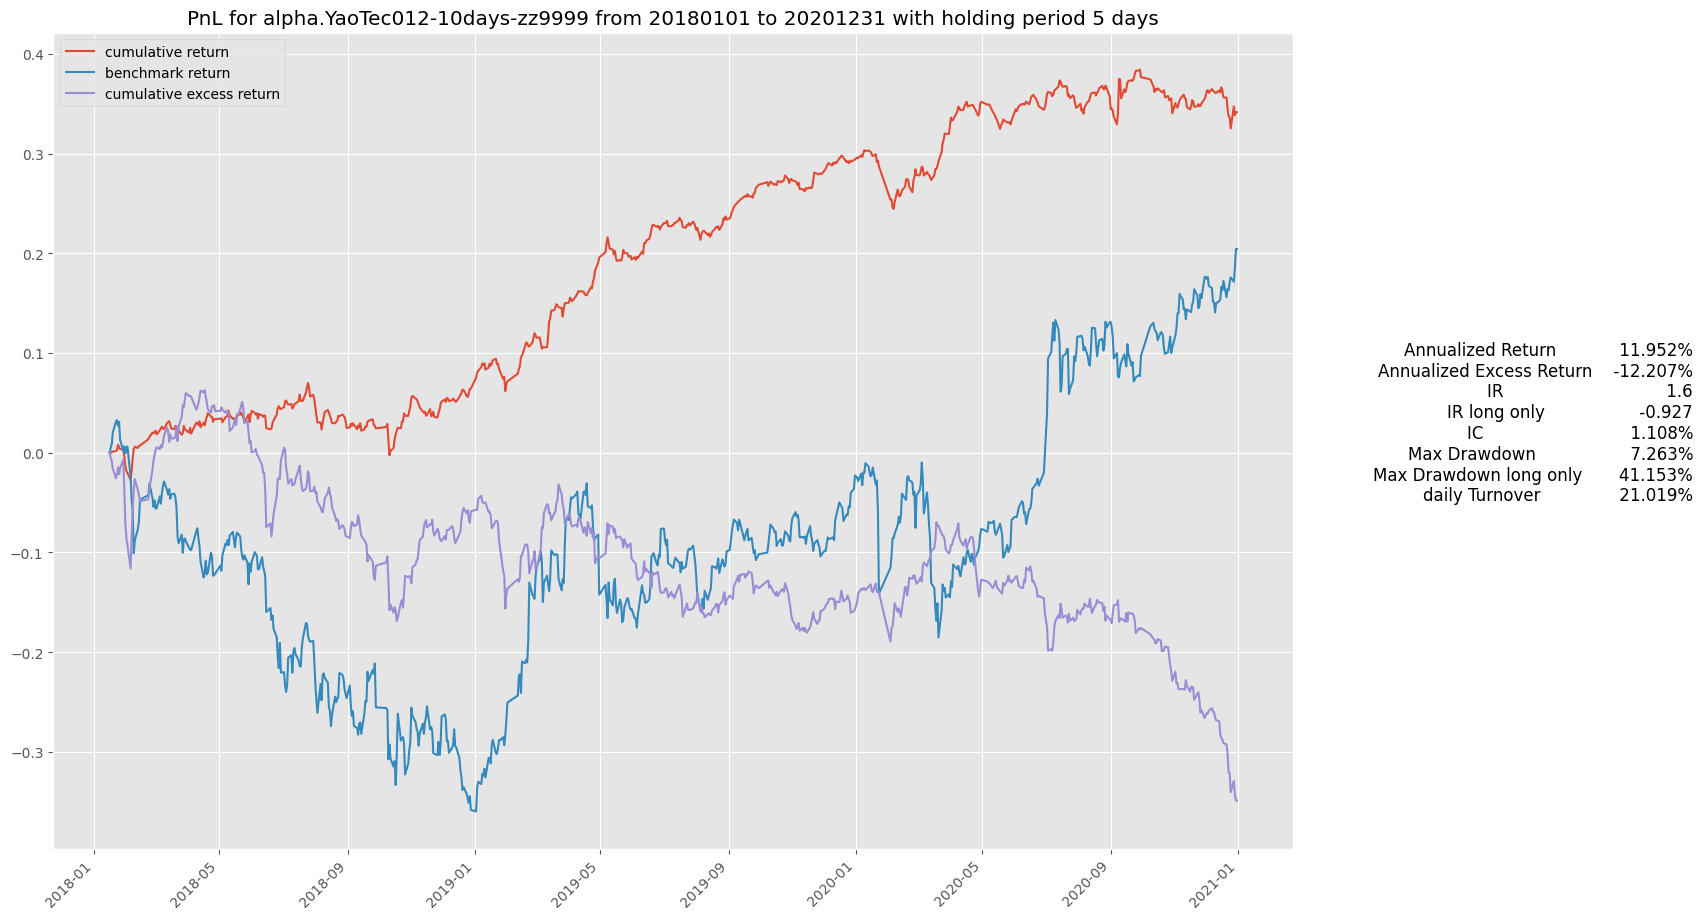 PnL for alpha.YaoTec012-10days-zz9999 from 20180101 to 20201231 with holding period 5 days
cumulative return
benchmark return
cumulative excess return
0.4
0.3
0.2
0.1
0.0
−0.1
−0.2
−0.3
2018-01
2018-05
2018-09
2019-01
2019-05
2019-09
2020-01
2020-05
2020-09
2021-01
Annualized Return 11.952%
Annualized Excess Return -12.207%
IR 1.6
IR long only -0.927
IC 1.108%
Max Drawdown 7.263%
Max Drawdown long only 41.153%
daily Turnover 21.019%